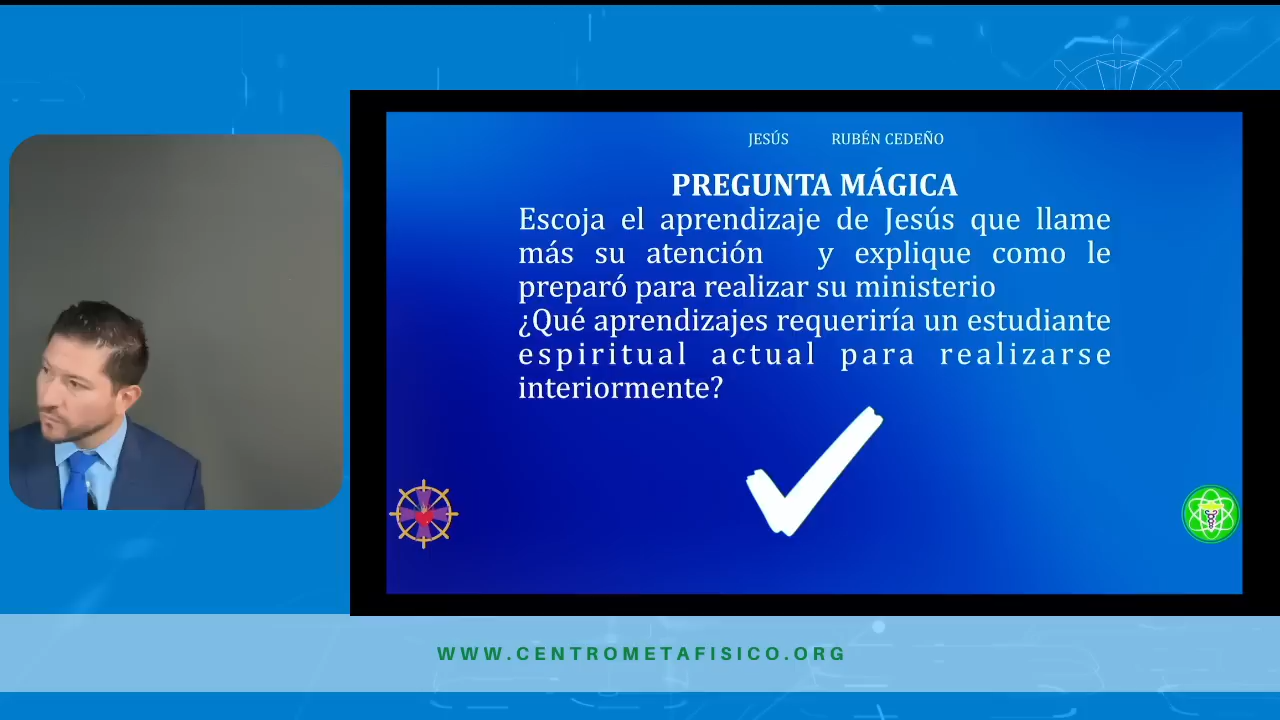 JESÚS RUBÉN CEDEÑO
PREGUNTA MÁGICA
Escoja el aprendizaje de Jesús que llame
más su atención y explique como le
preparó para realizar su ministerio
¿Qué aprendizajes requeriría un estudiante
espiritual actual para realizarse
interiormente?
WWW.CENTROMETAFISICO.ORG